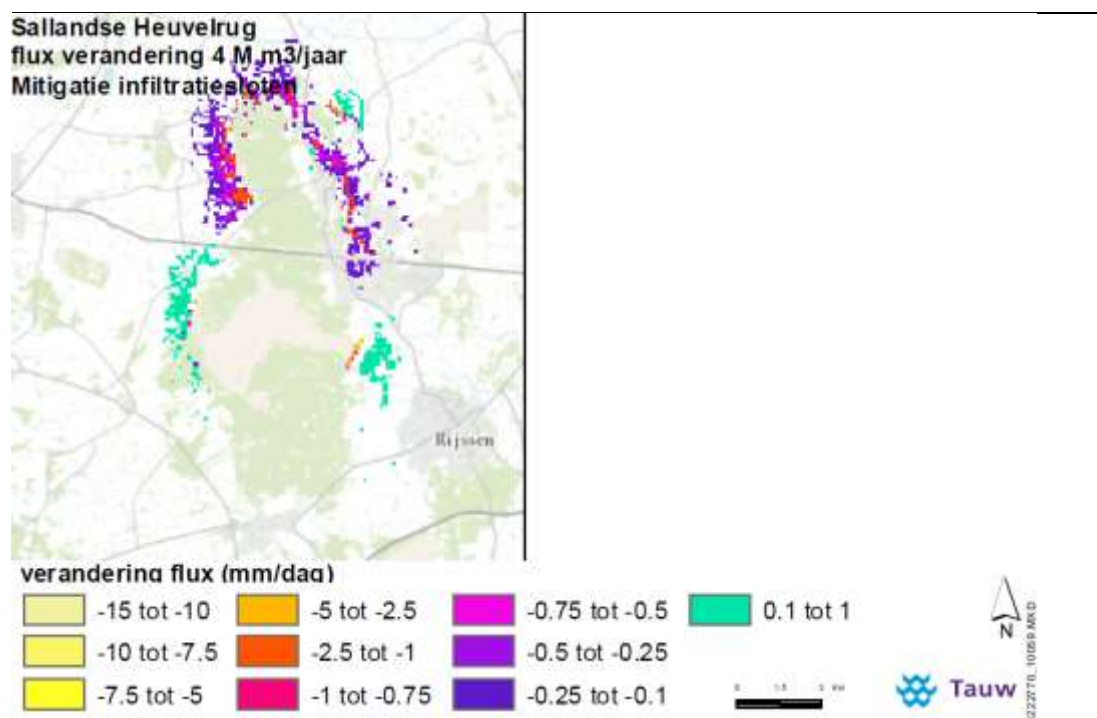 Sallandse Heuvelrug
flux verandering 4 M m3/jaar
Mitigatie infiltratiesloten
Rijssen
verandering flux (mm/dag)
-15 tot -10
-5 tot -2.5
-0.75 tot -0.5
0.1 tot 1
-10 tot -7.5
-2.5 tot -1
-0.5 tot -0.25
-7.5 tot -5
-1 tot -0.75
-0.25 tot -0.1
N
Tauw